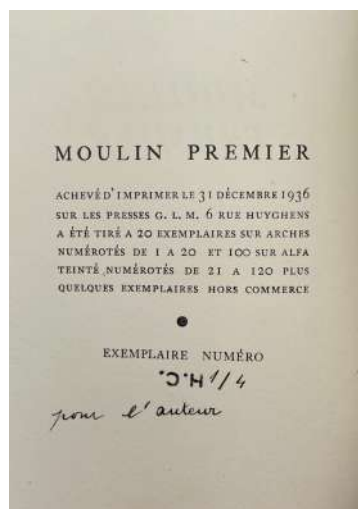 MOULIN PREMIER
ACHEVÉ D'IMPRIMER LE 31 DÉCEMBRE 1936
SUR LES PRESSES G. L. M. 6 RUE HUYGHENS
A ÉTÉ TIRÉ A 20 EXEMPLAIRES SUR ARCHES
NUMÉROTÉS DE 1 A 20 ET 100 SUR ALFA
TEINTÉ NUMÉROTÉS DE 21 A 120 PLUS
QUELQUES EXEMPLAIRES HORS COMMERCE
EXEMPLAIRE NUMÉRO
H.C. 1/4
pour l'auteur